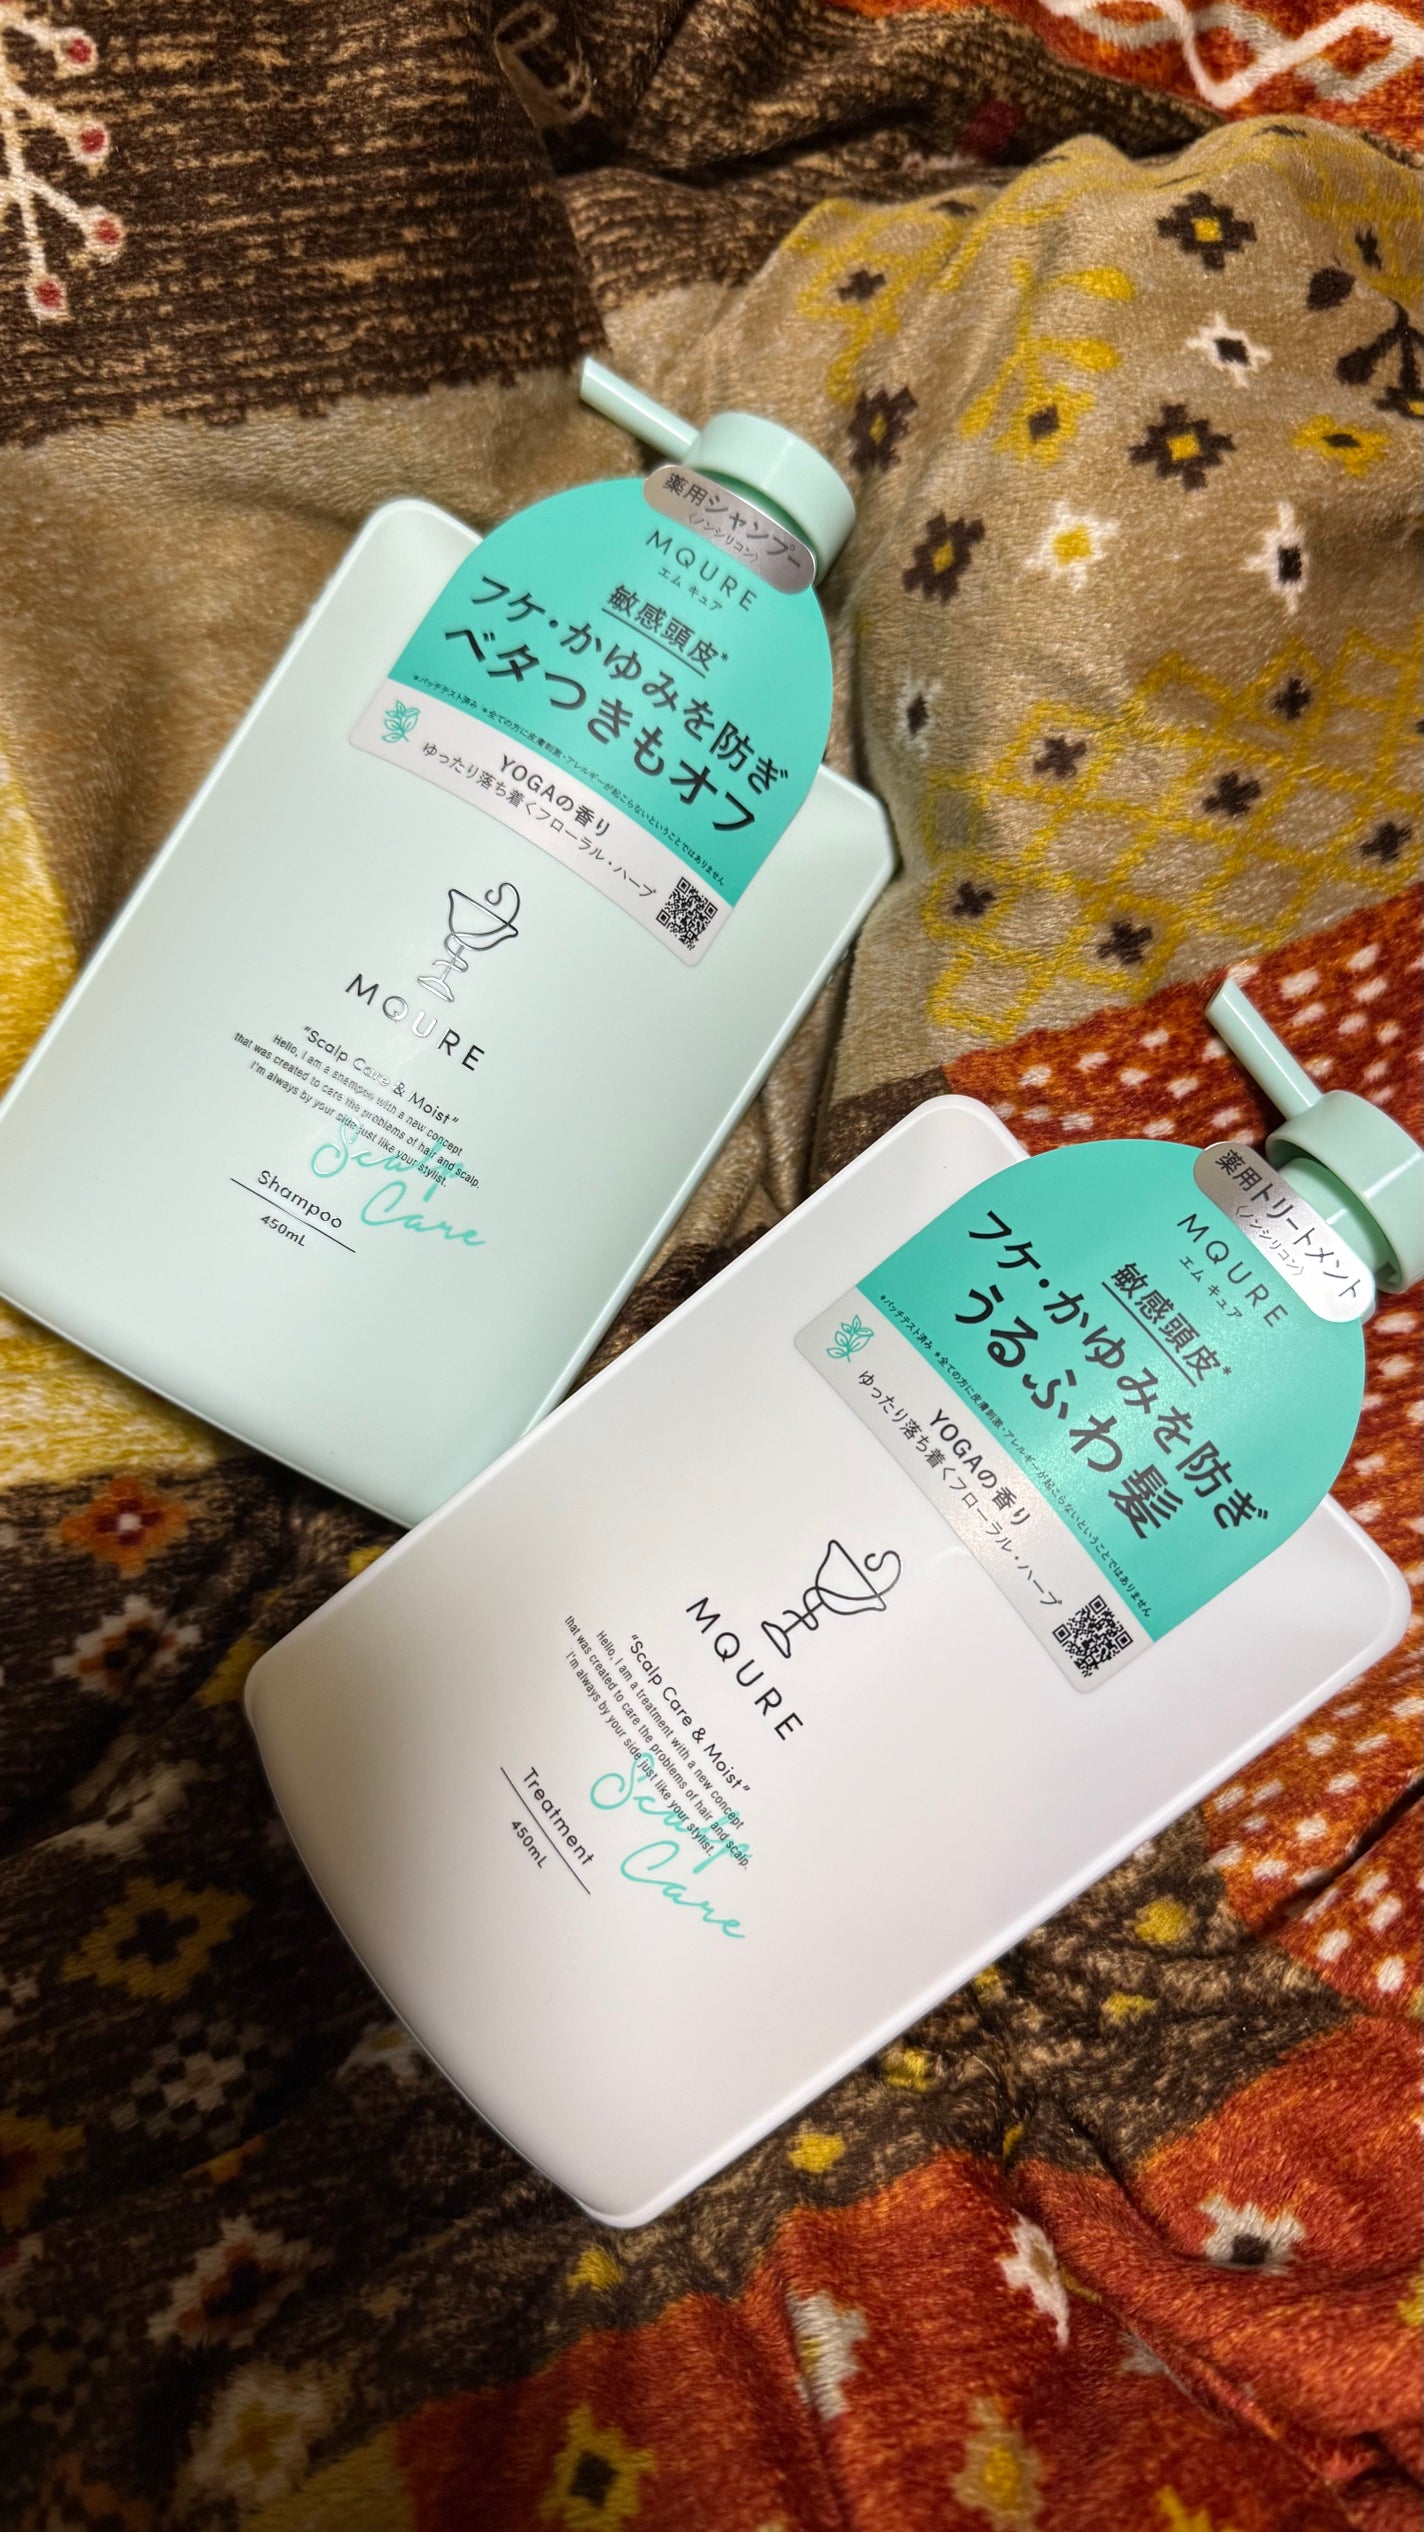 薬用シャンプー
〈ノンシリコン〉
MQURE
エム キュア
敏感頭皮*
フケ・かゆみを防ぎ
ベタつきもオフ
*パッチテスト済み *全ての方に皮膚刺激・アレルギーが起こらないということではありません
YOGAの香り
ゆったり落ち着くフローラル・ハーブ
MQURE
"Scalp Care & Moist"
Hello, I am a shampoo with a new concept
that was created to care the problems of hair and scalp.
I'm always by your side just like your stylist.
Scalp
Care
Shampoo
450mL
薬用トリートメント
〈ノンシリコン〉
MQURE
エム キュア
敏感頭皮*
フケ・かゆみを防ぎ
うるふわ髪
*パッチテスト済み *全ての方に皮膚刺激・アレルギーが起こらないということではありません
YOGAの香り
ゆったり落ち着くフローラル・ハーブ
MQURE
"Scalp Care & Moist"
Hello, I am a treatment with a new concept
that was created to care the problems of hair and scalp.
I'm always by your side just like your stylist.
Scalp
Care
Treatment
450mL